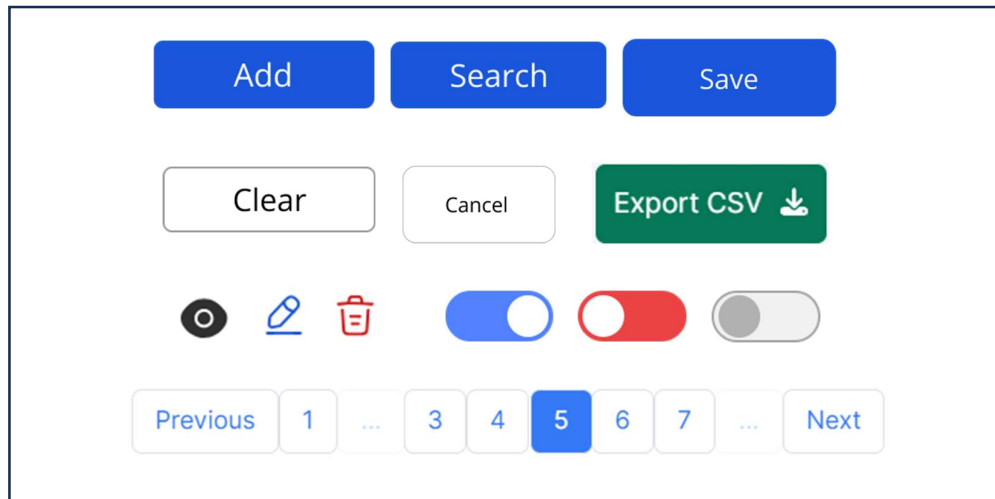 Add Search Save
Clear Cancel Export CSV
Previous 1 ... 3 4 5 6 7 ... Next